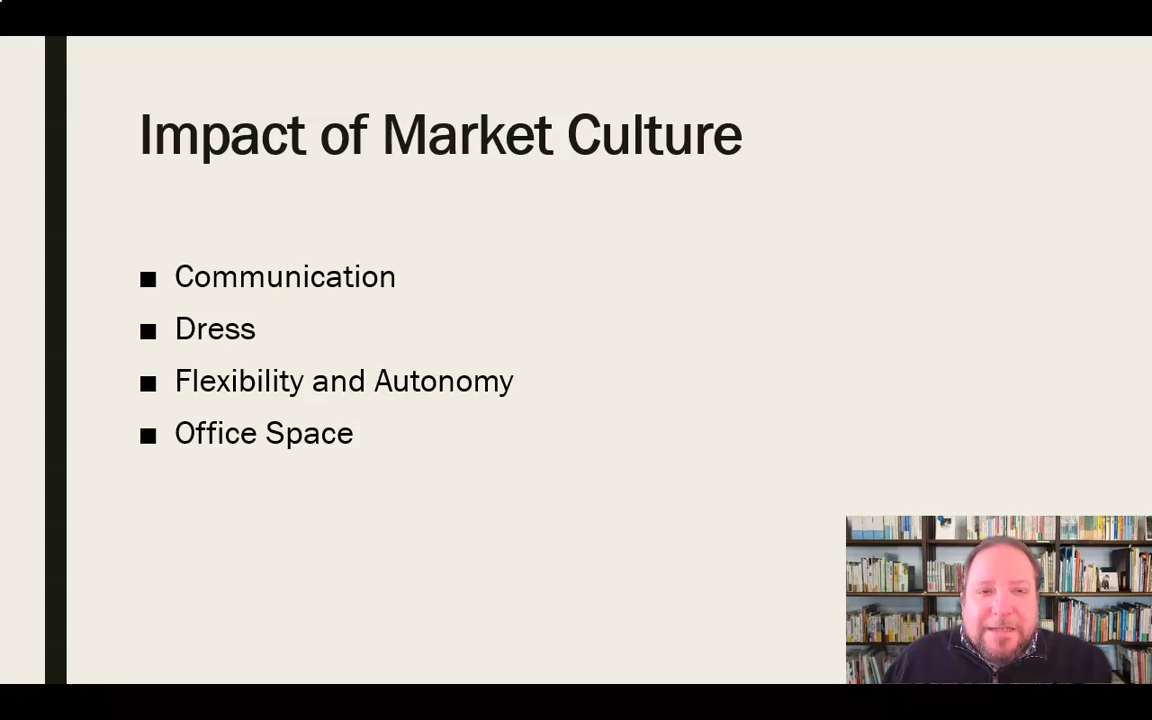 Impact of Market Culture
■ Communication
■ Dress
■ Flexibility and Autonomy
■ Office Space